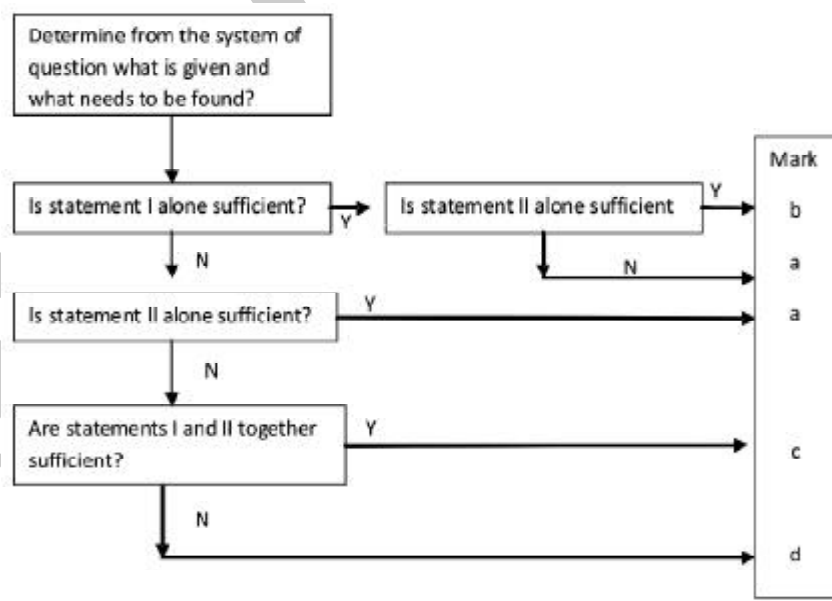 Determine from the system of
question what is given and
what needs to be found?
Mark
Is statement I alone sufficient?
Y
Is statement II alone sufficient
Y
b
N
N
a
Is statement II alone sufficient?
Y
a
N
Are statements I and II together
sufficient?
Y
c
N
d